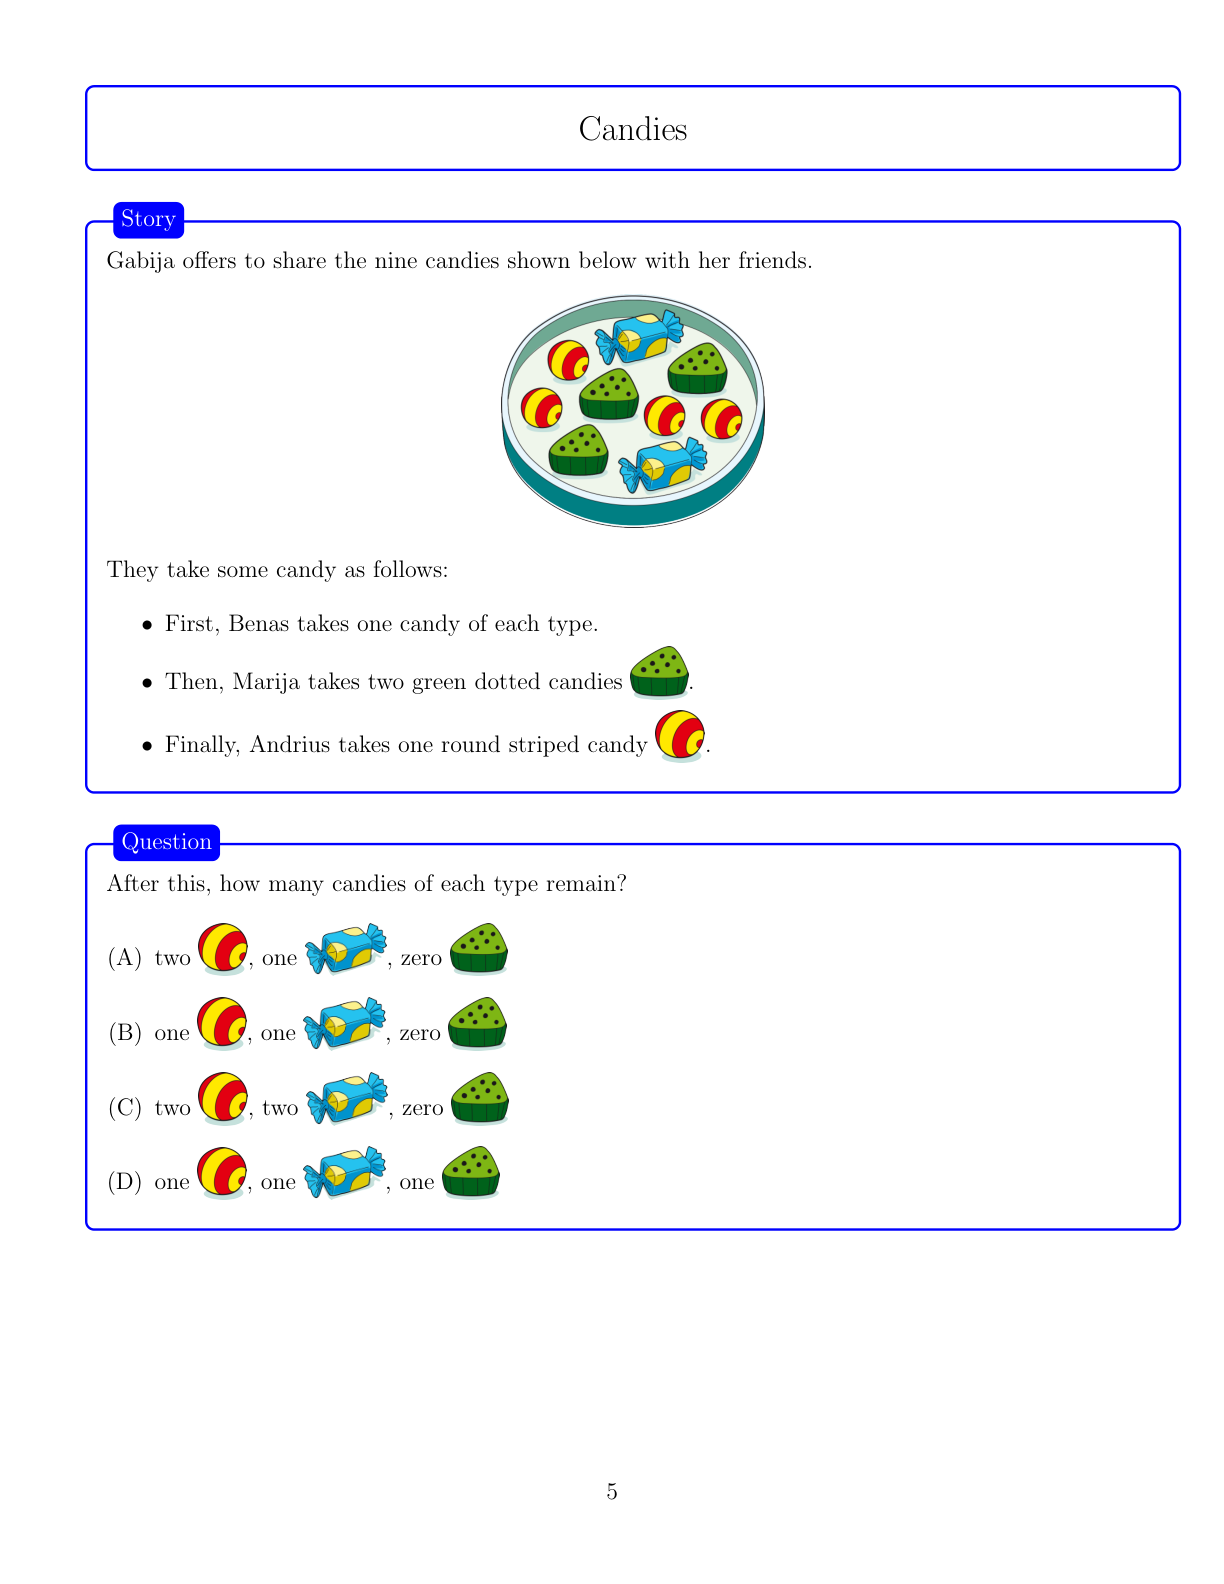 Candies
Story
Gabija offers to share the nine candies shown below with her friends.
They take some candy as follows:
• First, Benas takes one candy of each type.
• Then, Marija takes two green dotted candies .
• Finally, Andrius takes one round striped candy .
Question
After this, how many candies of each type remain?
(A) two , one , zero
(B) one , one , zero
(C) two , two , zero
(D) one , one , one
5